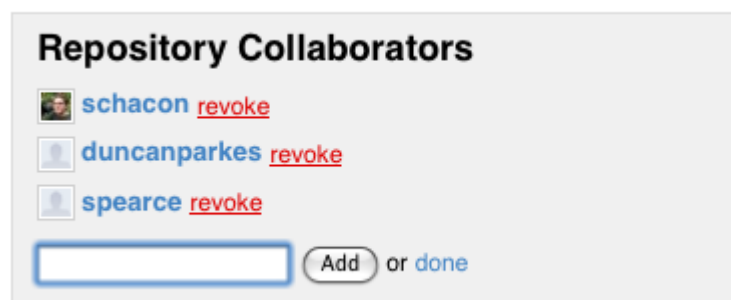 Repository Collaborators
schacon revoke
duncanparkes revoke
spearce revoke
Add or done